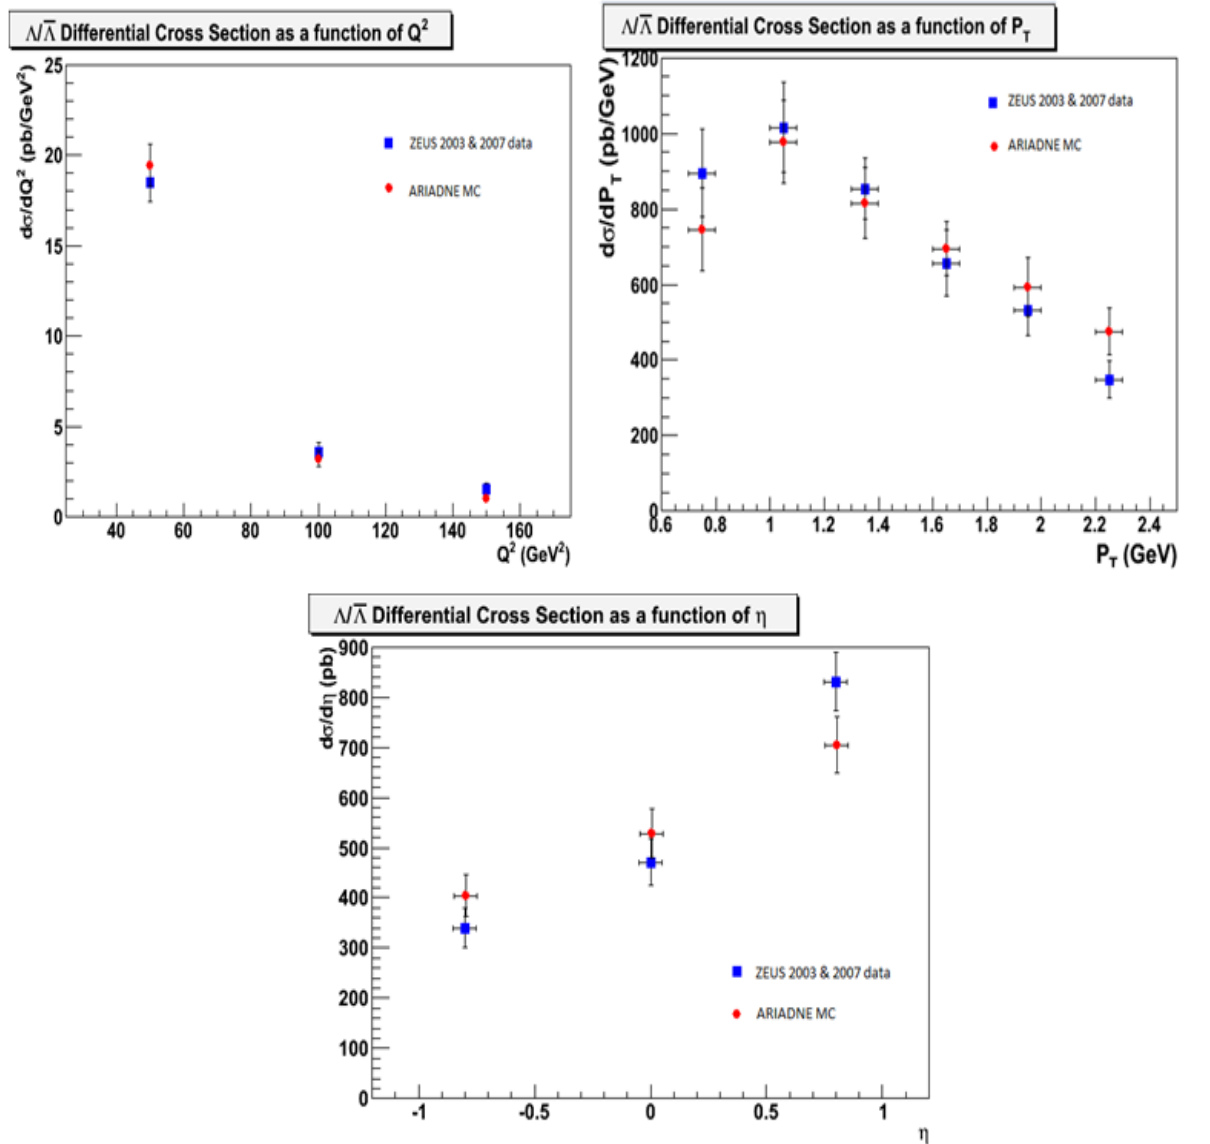 Λ/Λ̅ Differential Cross Section as a function of Q²
dσ/dQ² (pb/GeV²)
25
20
15
10
5
0
ZEUS 2003 & 2007 data
ARIADNE MC
40 60 80 100 120 140 160
Q² (GeV²)
Λ/Λ̅ Differential Cross Section as a function of P_T
dσ/dP_T (pb/GeV)
1200
1000
800
600
400
200
0
ZEUS 2003 & 2007 data
ARIADNE MC
0.6 0.8 1 1.2 1.4 1.6 1.8 2 2.2 2.4
P_T (GeV)
Λ/Λ̅ Differential Cross Section as a function of η
dσ/dη (pb)
900
800
700
600
500
400
300
200
100
0
ZEUS 2003 & 2007 data
ARIADNE MC
-1 -0.5 0 0.5 1
η